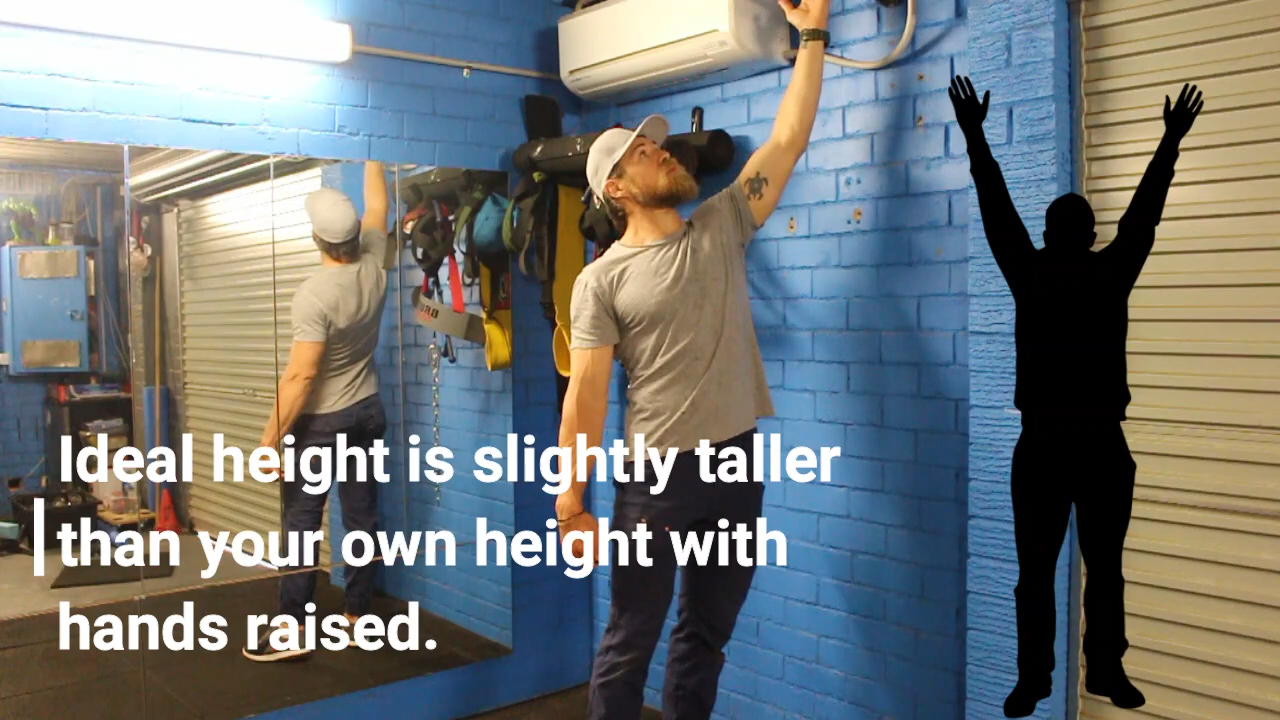 Ideal height is slightly taller
than your own height with
hands raised.